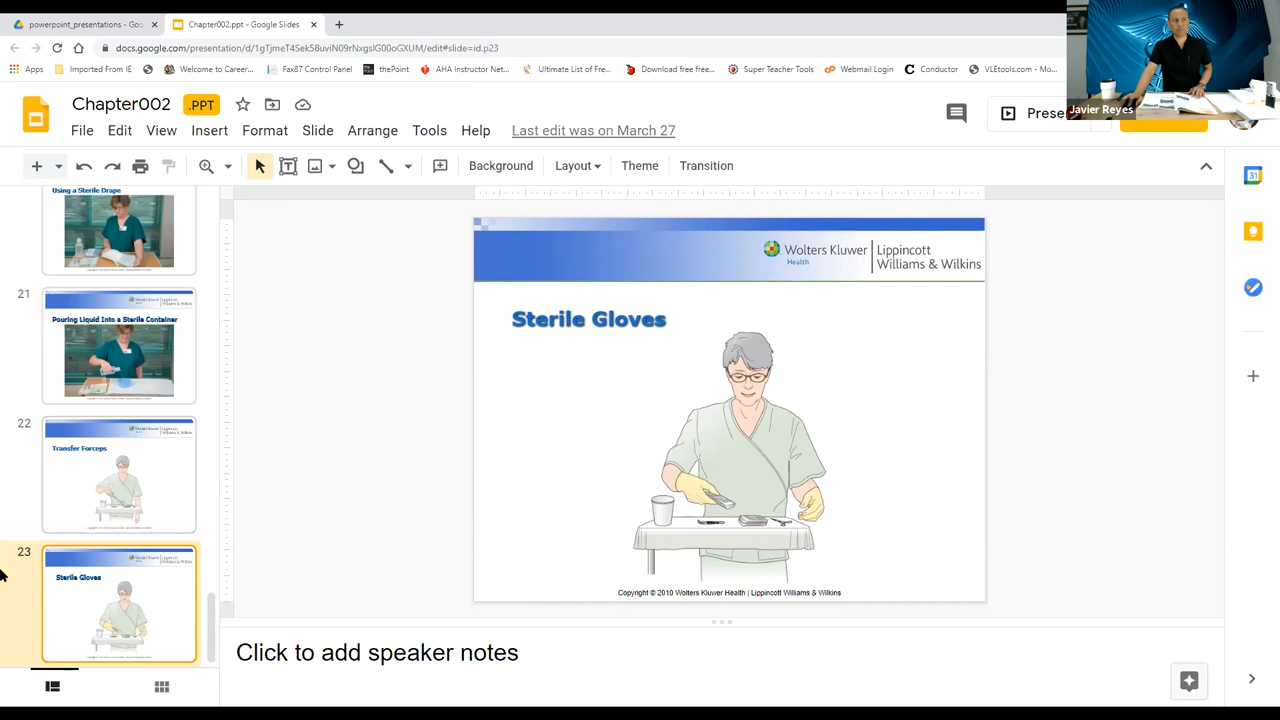 powerpoint_presentations - Goo
Chapter002.ppt - Google Slides
docs.google.com/presentation/d/1gTjmeT4Sek58uviN09rNxgslG00oGXUM/edit#slide=id.p23
Apps
Imported From IE
Welcome to Career...
Fax87 Control Panel
thePoint
AHA Instructor Net...
Ultimate List of Fre...
Download free free...
Super Teacher Tools
Webmail Login
Conductor
VLEtools.com - Mo...
Javier Reyes
Chapter002
.PPT
File Edit View Insert Format Slide Arrange Tools Help
Last edit was on March 27
Presen
Background
Layout
Theme
Transition
31
Using a Sterile Drape
21
Pouring Liquid Into a Sterile Container
22
Transfer Forceps
23
Sterile Gloves
Wolters Kluwer
Health
Lippincott
Williams & Wilkins
Sterile Gloves
Copyright © 2010 Wolters Kluwer Health | Lippincott Williams & Wilkins
Click to add speaker notes